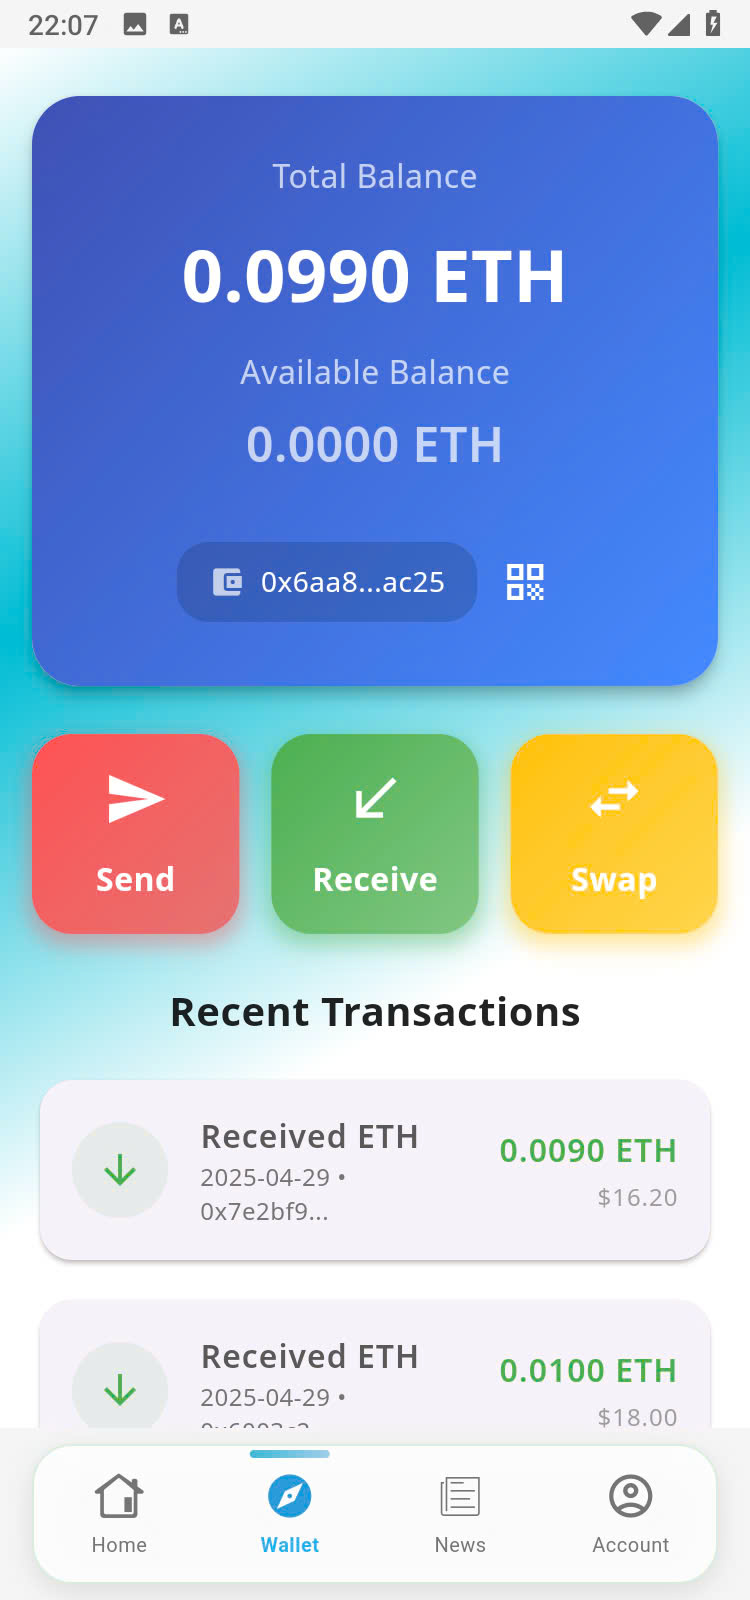 22:07
Total Balance
0.0990 ETH
Available Balance
0.0000 ETH
0x6aa8...ac25
Send
Receive
Swap
Recent Transactions
Received ETH
0.0090 ETH
2025-04-29 •
$16.20
0x7e2bf9...
Received ETH
0.0100 ETH
2025-04-29 •
$18.00
Home
Wallet
News
Account